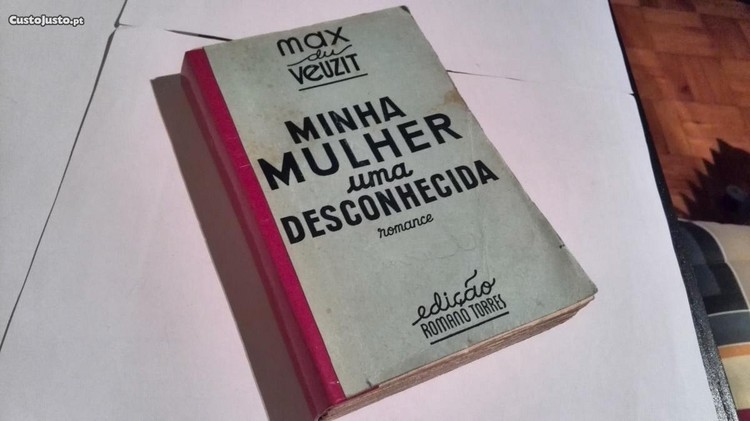 CustoJusto.pt
max
du
VEUZIT
MINHA
MULHER
uma
DESCONHECIDA
romance
edição
ROMANO TORRES